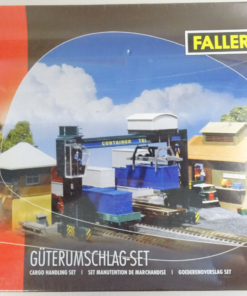 FALLER
CONTAINER
GÜTERUMSCHLAG-SET
CARGO HANDLING SET | SET MANUTENTION DE MARCHANDISE | GOEDERENOVERSLAG SET